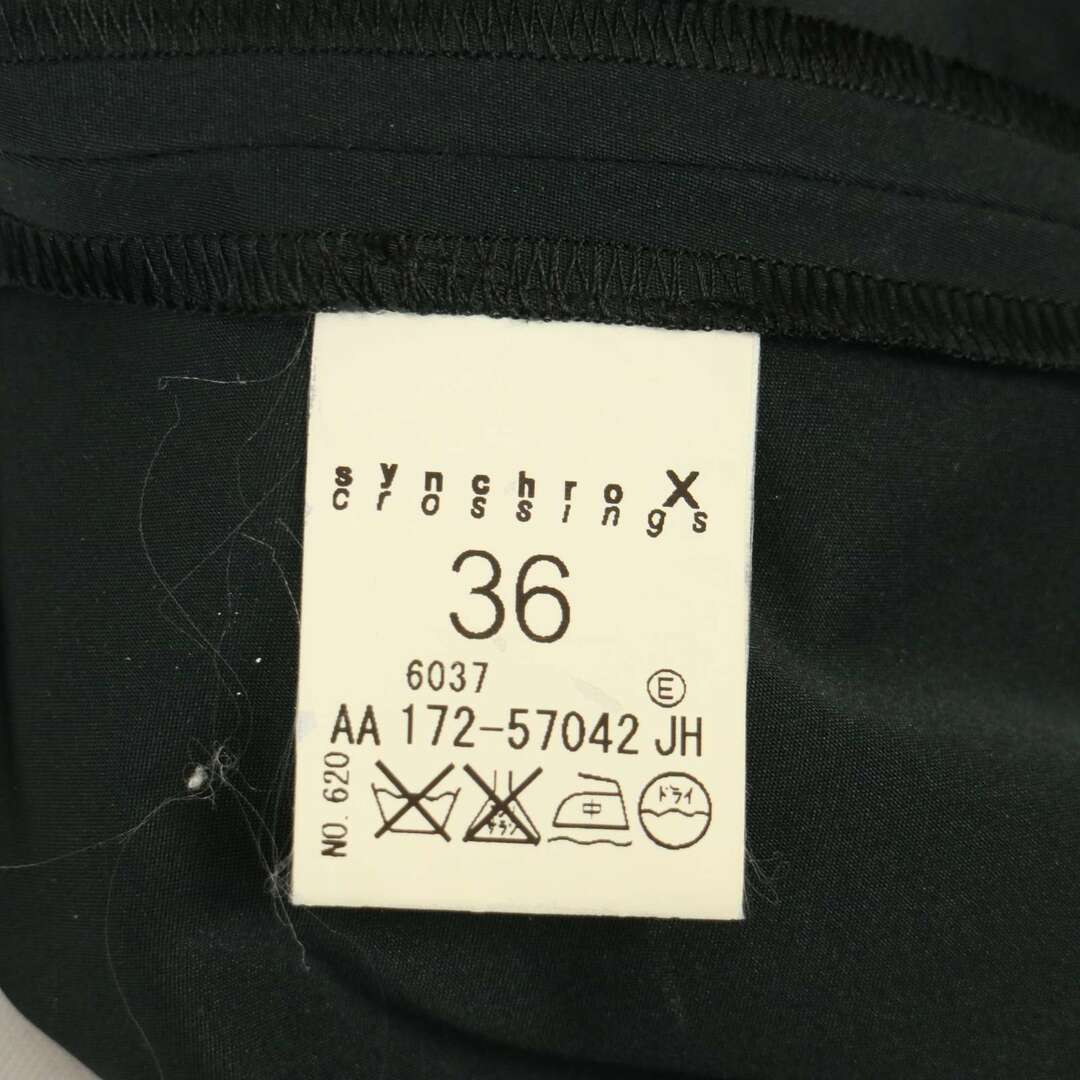 synchro X
crossings
36
6037
E
AA 172-57042 JH
NO. 620
中
ドライ